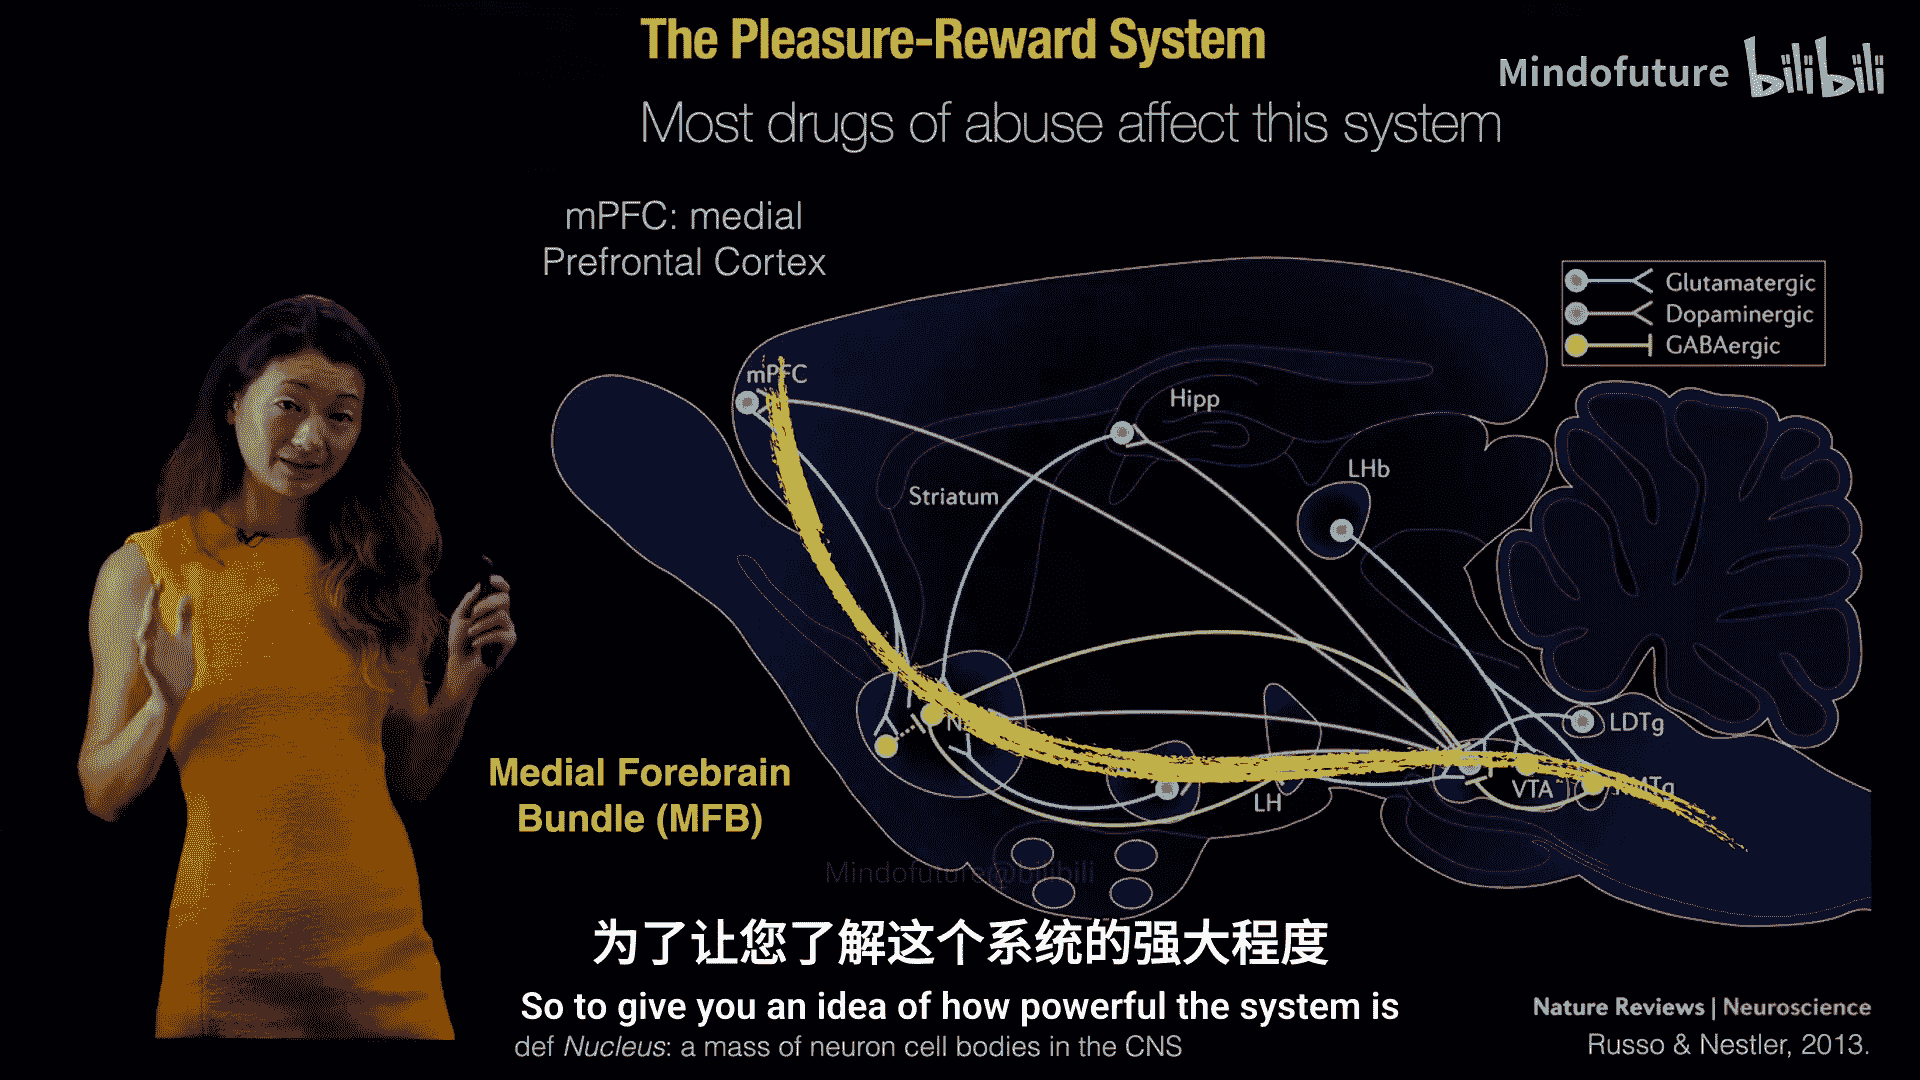 The Pleasure-Reward System
Mindofuture bilibili
Most drugs of abuse affect this system
mPFC: medial
Prefrontal Cortex
Glutamatergic
Dopaminergic
GABAergic
mPFC
Hipp
LHb
Striatum
LDTg
Medial Forebrain
Bundle (MFB)
VTA
LH
Mindofuture@bilibili
为了让您了解这个系统的强大程度
So to give you an idea of how powerful the system is
def Nucleus: a mass of neuron cell bodies in the CNS
Nature Reviews | Neuroscience
Russo & Nestler, 2013.